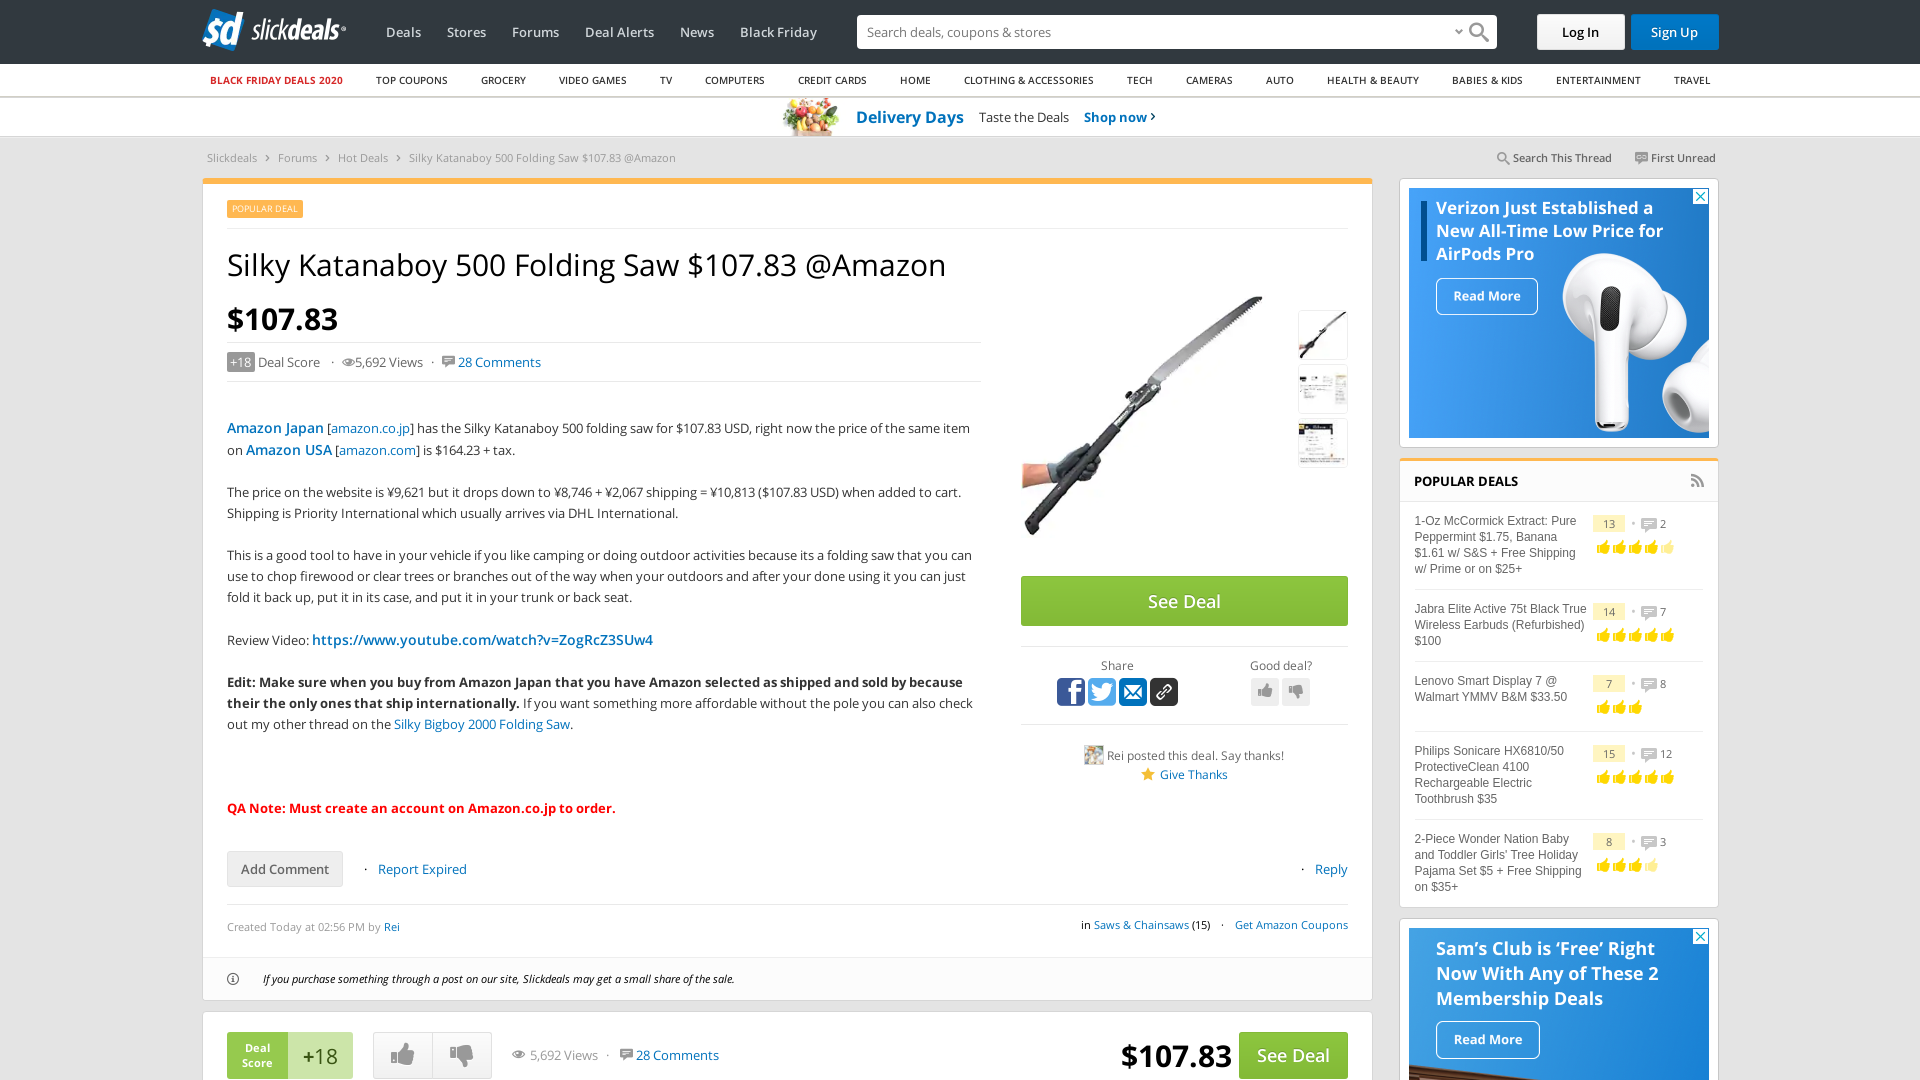 sd slickdeals
Deals Stores Forums Deal Alerts News Black Friday
Search deals, coupons & stores
Log In Sign Up
BLACK FRIDAY DEALS 2020 TOP COUPONS GROCERY VIDEO GAMES TV COMPUTERS CREDIT CARDS HOME CLOTHING & ACCESSORIES TECH CAMERAS AUTO HEALTH & BEAUTY BABIES & KIDS ENTERTAINMENT TRAVEL
Delivery Days Taste the Deals Shop now
Slickdeals Forums Hot Deals Silky Katanaboy 500 Folding Saw $107.83 @Amazon
Search This Thread First Unread
POPULAR DEAL
Silky Katanaboy 500 Folding Saw $107.83 @Amazon
$107.83
+18 Deal Score · 5,692 Views · 28 Comments
Amazon Japan [amazon.co.jp] has the Silky Katanaboy 500 folding saw for $107.83 USD, right now the price of the same item
on Amazon USA [amazon.com] is $164.23 + tax.
The price on the website is ¥9,621 but it drops down to ¥8,746 + ¥2,067 shipping = ¥10,813 ($107.83 USD) when added to cart.
Shipping is Priority International which usually arrives via DHL International.
This is a good tool to have in your vehicle if you like camping or doing outdoor activities because its a folding saw that you can
use to chop firewood or clear trees or branches out of the way when your outdoors and after your done using it you can just
fold it back up, put it in its case, and put it in your trunk or back seat.
Review Video: https://www.youtube.com/watch?v=ZogRcZ3SUw4
Edit: Make sure when you buy from Amazon Japan that you have Amazon selected as shipped and sold by because
their the only ones that ship internationally. If you want something more affordable without the pole you can also check
out my other thread on the Silky Bigboy 2000 Folding Saw.
QA Note: Must create an account on Amazon.co.jp to order.
Add Comment · Report Expired · Reply
Created Today at 02:56 PM by Rei
in Saws & Chainsaws (15) · Get Amazon Coupons
If you purchase something through a post on our site, Slickdeals may get a small share of the sale.
See Deal
Share
Good deal?
Rei posted this deal. Say thanks!
Give Thanks
Deal
Score
+18
5,692 Views · 28 Comments
$107.83
See Deal
Verizon Just Established a
New All-Time Low Price for
AirPods Pro
Read More
POPULAR DEALS
1-Oz McCormick Extract: Pure
Peppermint $1.75, Banana
$1.61 w/ S&S + Free Shipping
w/ Prime or on $25+
13 • 2
Jabra Elite Active 75t Black True
Wireless Earbuds (Refurbished)
$100
14 • 7
Lenovo Smart Display 7 @
Walmart YMMV B&M $33.50
7 • 8
Philips Sonicare HX6810/50
ProtectiveClean 4100
Rechargeable Electric
Toothbrush $35
15 • 12
2-Piece Wonder Nation Baby
and Toddler Girls' Tree Holiday
Pajama Set $5 + Free Shipping
on $35+
8 • 3
Sam's Club is 'Free' Right
Now With Any of These 2
Membership Deals
Read More